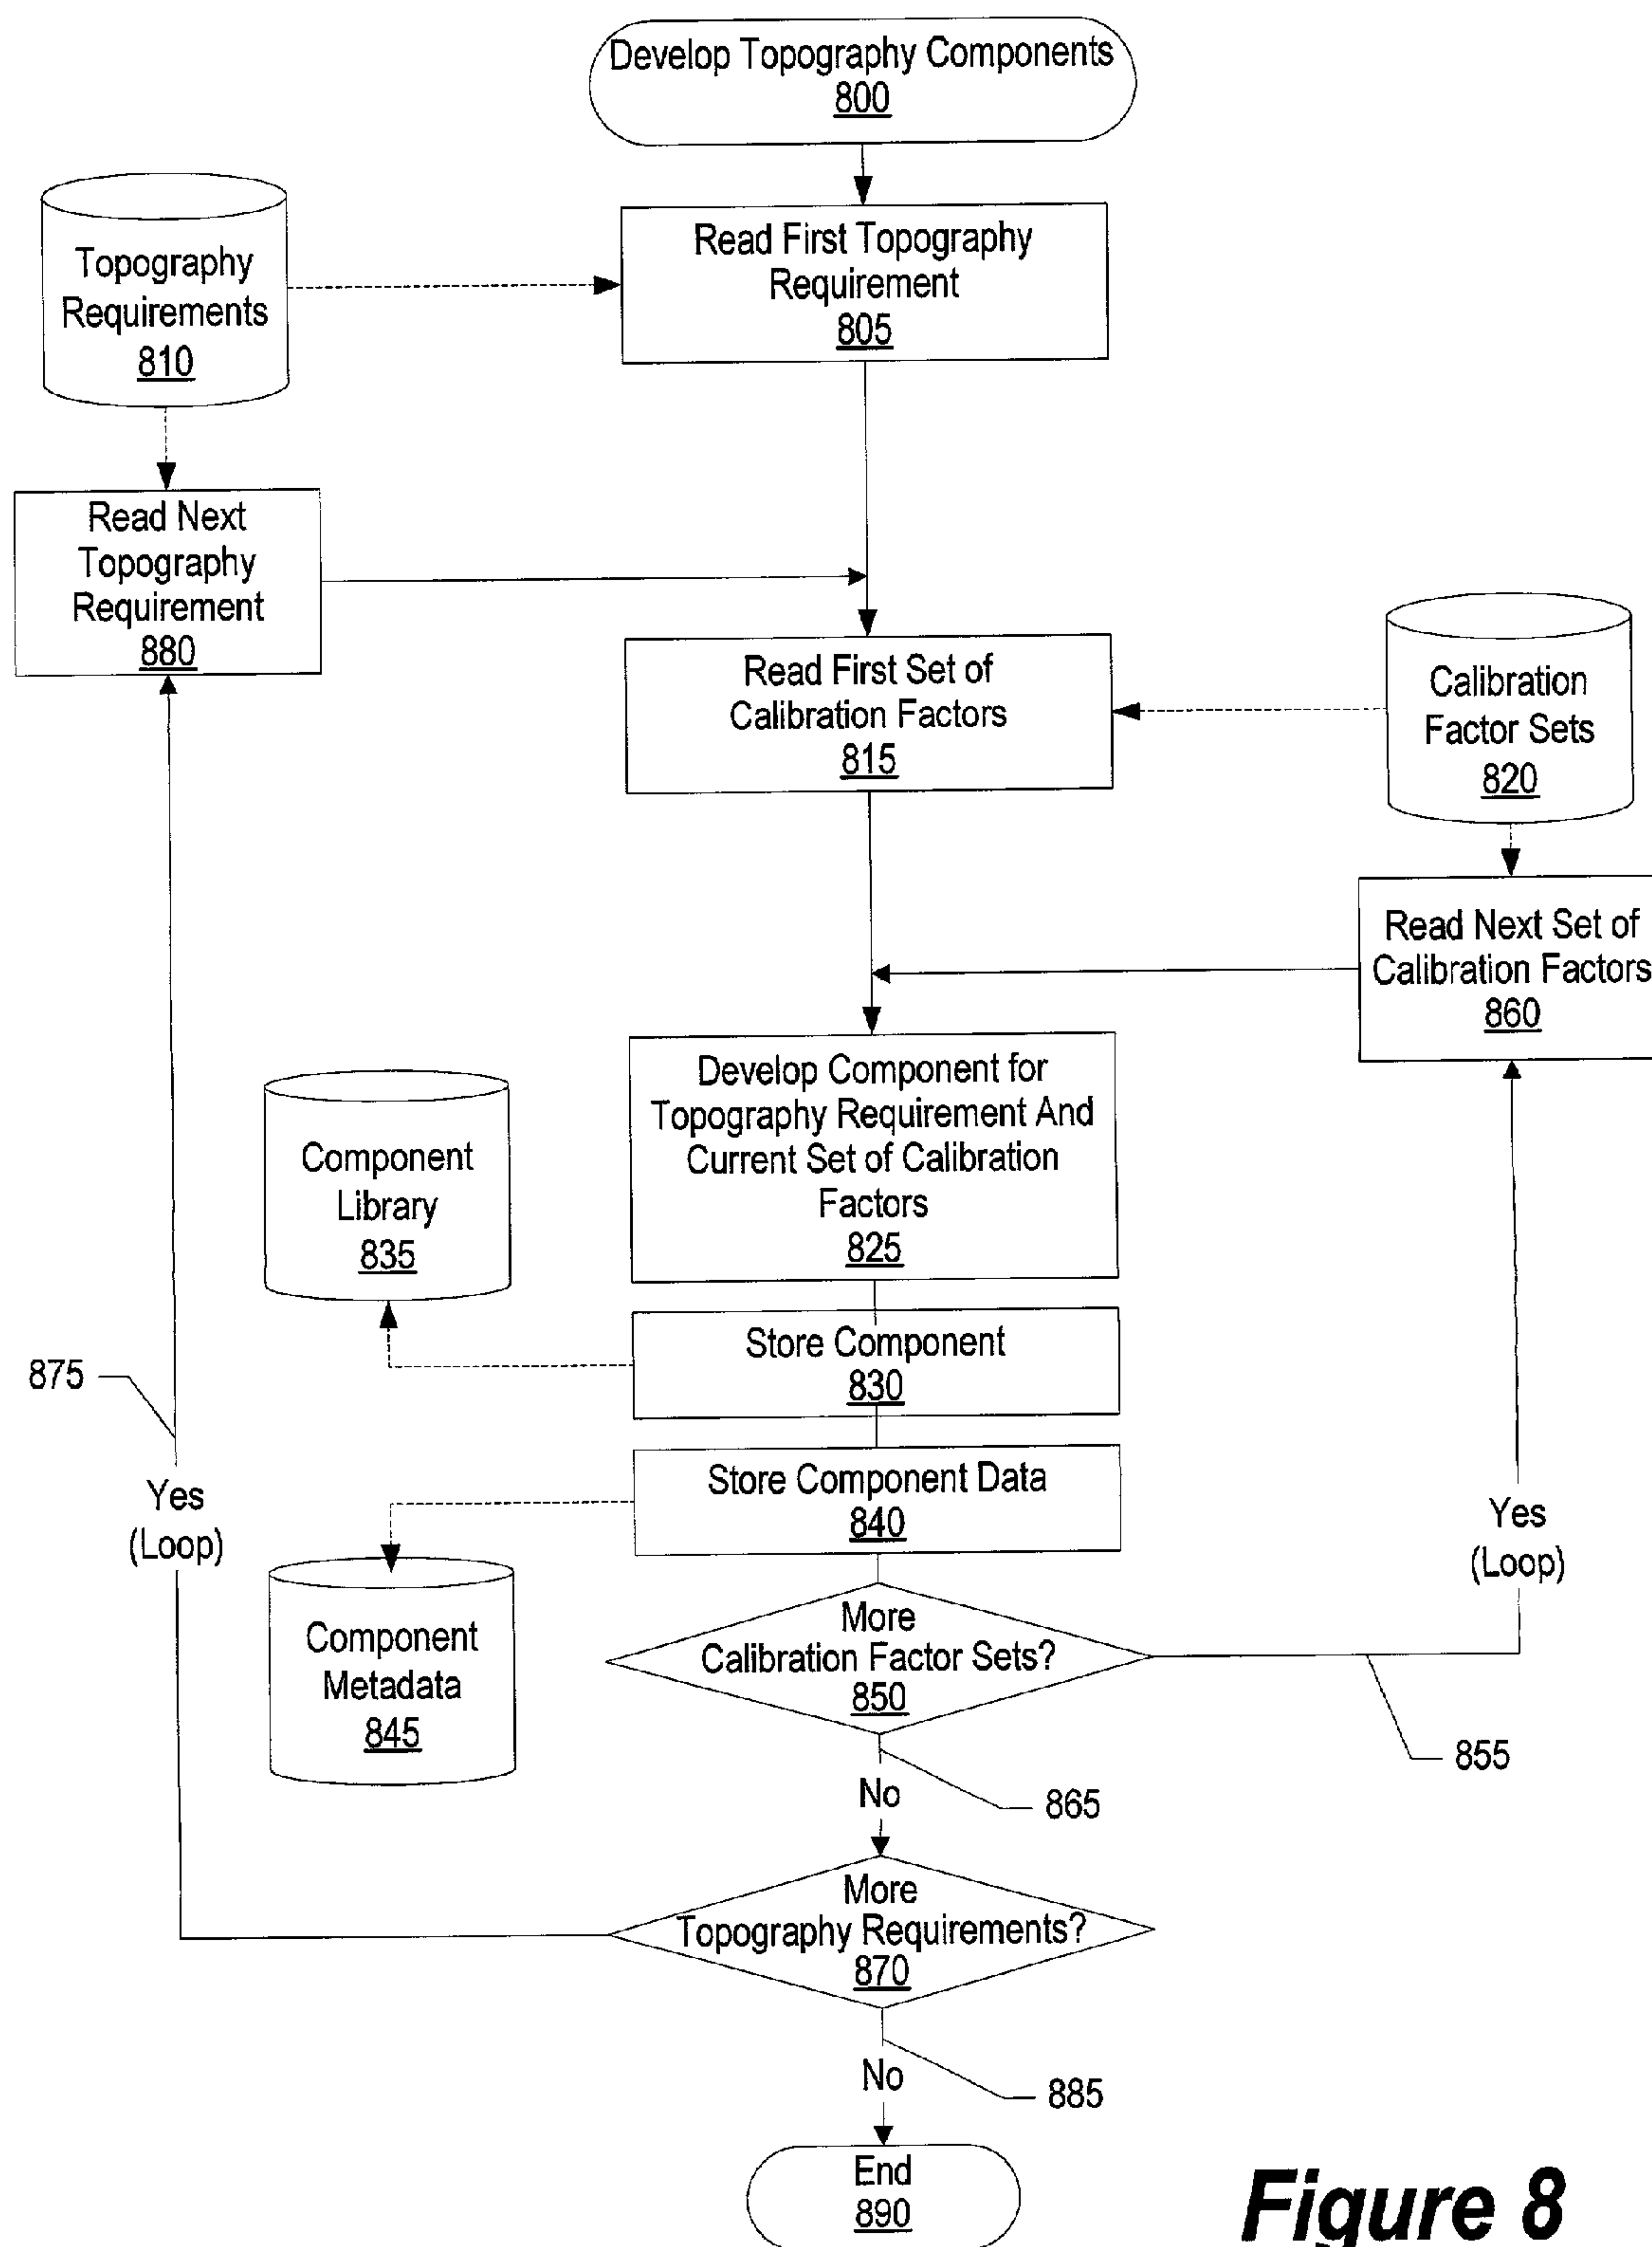 Develop Topography Components
800
Topography
Requirements
810
Read First Topography
Requirement
805
Read Next
Topography
Requirement
880
Read First Set of
Calibration Factors
815
Calibration
Factor Sets
820
Read Next Set of
Calibration Factors
860
Develop Component for
Topography Requirement And
Current Set of Calibration
Factors
825
Component
Library
835
Store Component
830
875
Store Component Data
840
Yes
(Loop)
Yes
(Loop)
Component
Metadata
845
More
Calibration Factor Sets?
850
855
865
No
More
Topography Requirements?
870
No
885
End
890
Figure 8